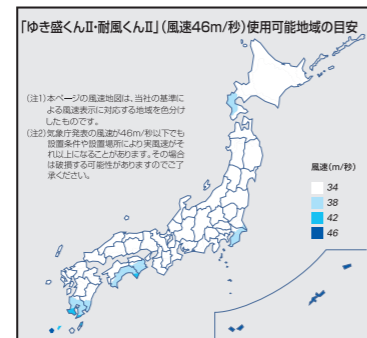 「ゆき盛くんⅡ・耐風くんⅡ」(風速46m/秒)使用可能地域の目安
(注1)本ページの風速地図は、当社の基準に
よる風速表示に対応する地域を色分け
したものです。
(注2)気象庁発表の風速が46m/秒以下でも
設置条件や設置場所により実風速がそ
れ以上になることがあります。その場合
は破損する可能性がありますのでご了
承ください。
風速(m/秒)
34
38
42
46